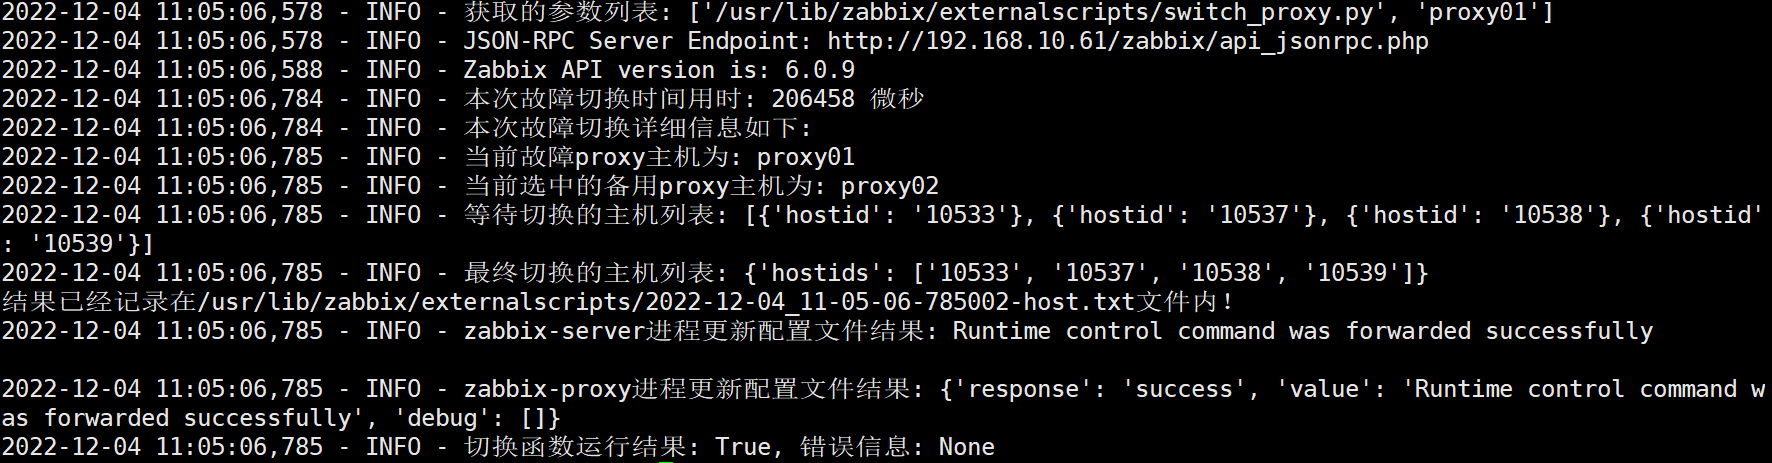 2022-12-04 11:05:06,578 - INFO - 获取的参数列表: ['/usr/lib/zabbix/externalscripts/switch_proxy.py', 'proxy01']
2022-12-04 11:05:06,578 - INFO - JSON-RPC Server Endpoint: http://192.168.10.61/zabbix/api_jsonrpc.php
2022-12-04 11:05:06,588 - INFO - Zabbix API version is: 6.0.9
2022-12-04 11:05:06,784 - INFO - 本次故障切换时间用时: 206458 微秒
2022-12-04 11:05:06,784 - INFO - 本次故障切换详细信息如下:
2022-12-04 11:05:06,785 - INFO - 当前故障proxy主机为: proxy01
2022-12-04 11:05:06,785 - INFO - 当前选中的备用proxy主机为: proxy02
2022-12-04 11:05:06,785 - INFO - 等待切换的主机列表: [{'hostid': '10533'}, {'hostid': '10537'}, {'hostid': '10538'}, {'hostid'
: '10539'}]
2022-12-04 11:05:06,785 - INFO - 最终切换的主机列表: {'hostids': ['10533', '10537', '10538', '10539']}
结果已经记录在/usr/lib/zabbix/externalscripts/2022-12-04_11-05-06-785002-host.txt文件内!
2022-12-04 11:05:06,785 - INFO - zabbix-server进程更新配置文件结果: Runtime control command was forwarded successfully
2022-12-04 11:05:06,785 - INFO - zabbix-proxy进程更新配置文件结果: {'response': 'success', 'value': 'Runtime control command w
as forwarded successfully', 'debug': []}
2022-12-04 11:05:06,785 - INFO - 切换函数运行结果: True, 错误信息: None